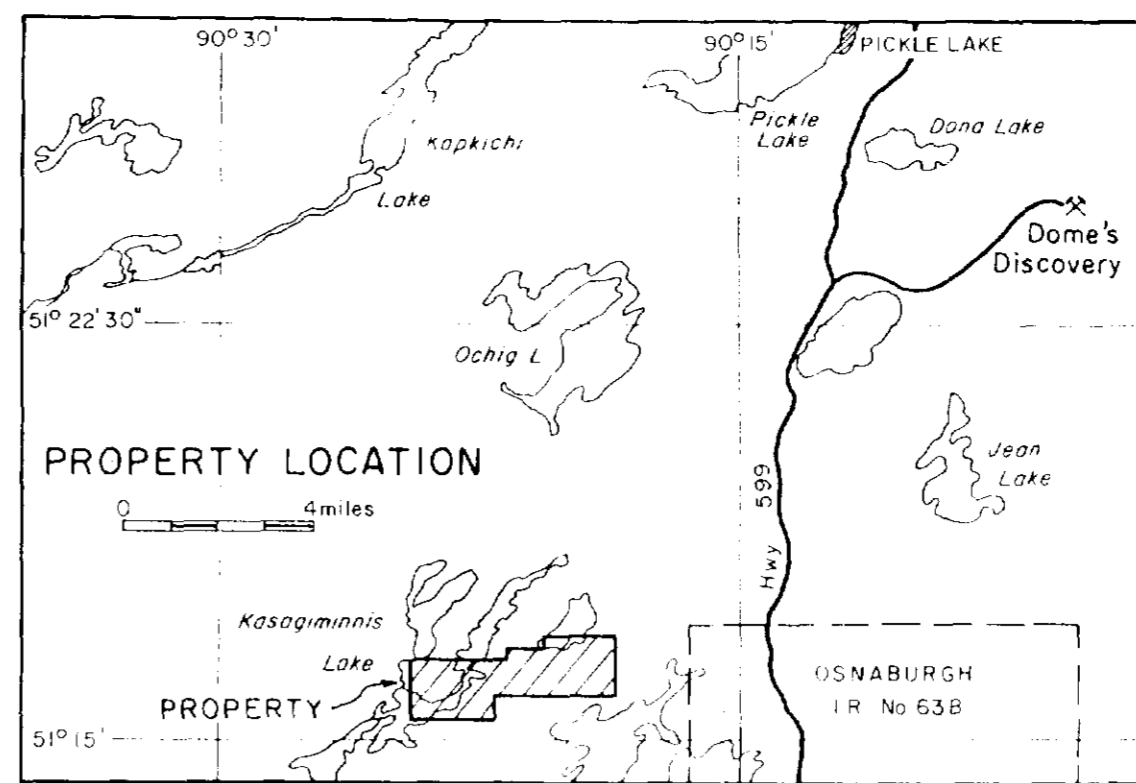 90° 30'
90° 15'
PICKLE LAKE
Kapkichi
Lake
Pickle
Lake
Dona Lake
Dome's
Discovery
51° 22' 30"
Ochig L
PROPERTY LOCATION
0 4 miles
Jean
Lake
Hwy 599
Kasagiminnis
Lake
PROPERTY
OSNABURGH
I R No 63B
51° 15'